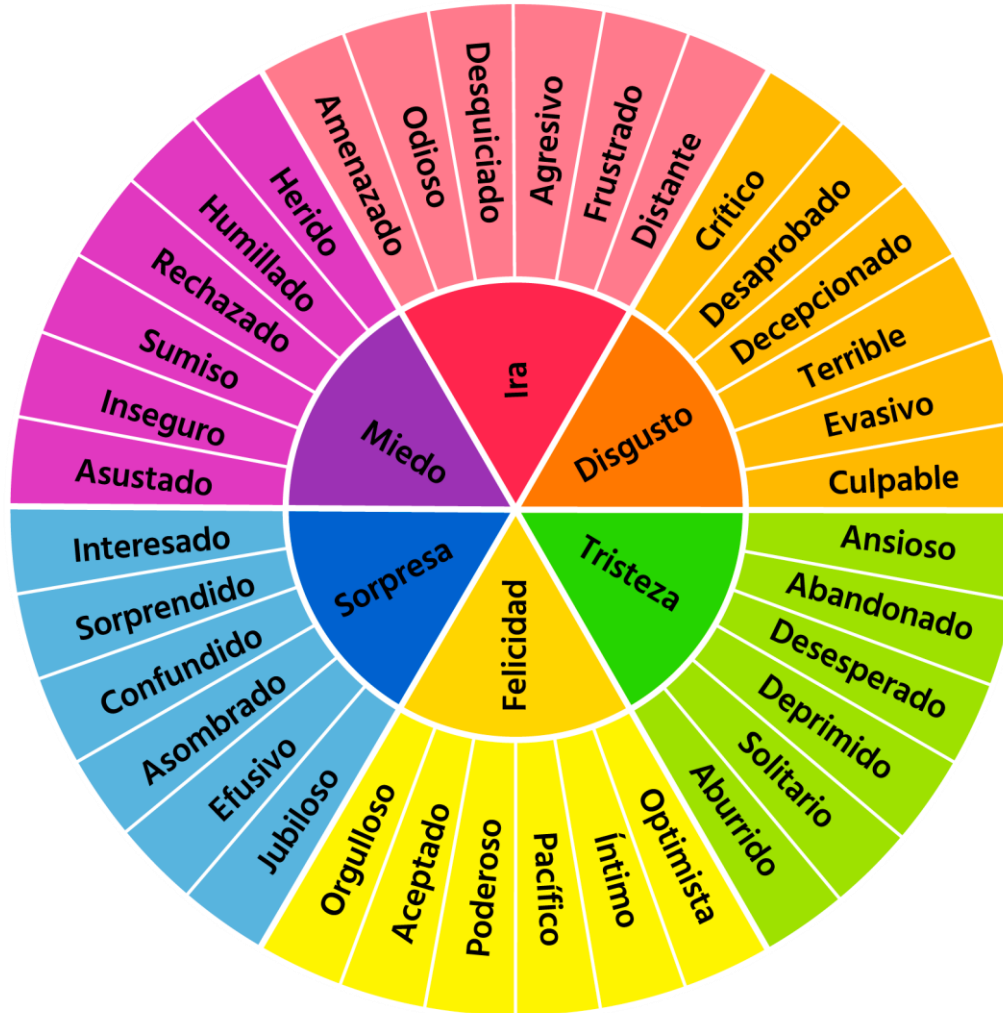 Ira
Amenazado
Odioso
Desquiciado
Agresivo
Frustrado
Distante
Disgusto
Crítico
Desaprobado
Decepcionado
Terrible
Evasivo
Culpable
Tristeza
Ansioso
Abandonado
Desesperado
Deprimido
Solitario
Aburrido
Felicidad
Optimista
Íntimo
Pacífico
Poderoso
Aceptado
Orgulloso
Sorpresa
Jubiloso
Efusivo
Asombrado
Confundido
Sorprendido
Interesado
Miedo
Asustado
Inseguro
Sumiso
Rechazado
Humillado
Herido